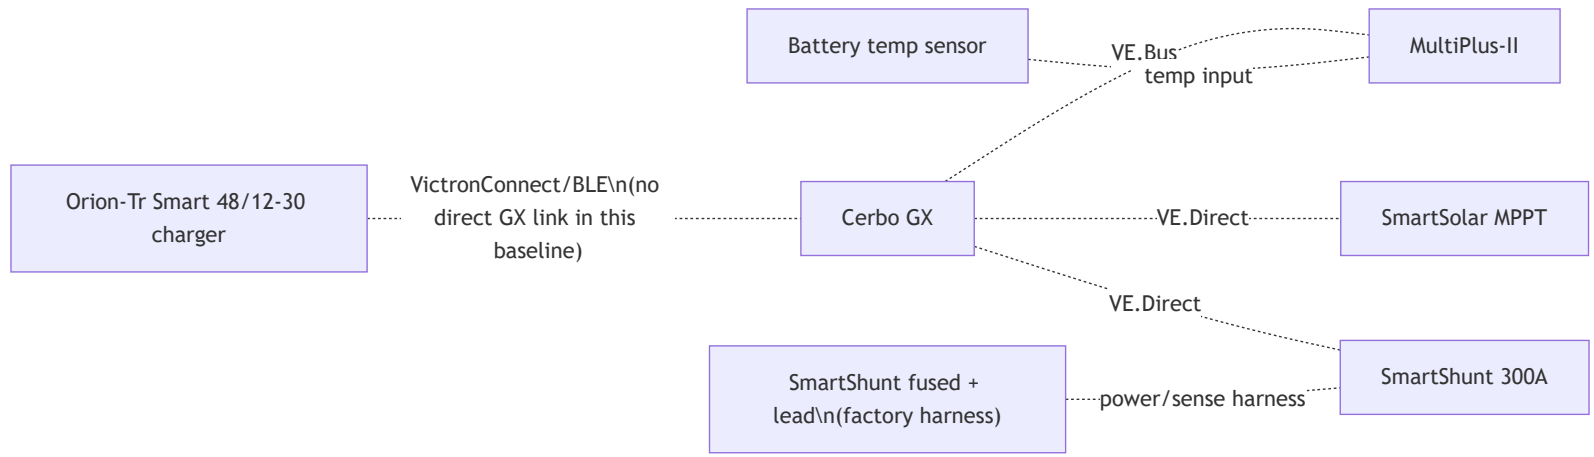 Battery temp sensor
VE.Bus
temp input
MultiPlus-II
Orion-Tr Smart 48/12-30
charger
VictronConnect/BLE\n(no
direct GX link in this
baseline)
Cerbo GX
VE.Direct
SmartSolar MPPT
VE.Direct
SmartShunt fused +
lead\n(factory harness)
power/sense harness
SmartShunt 300A